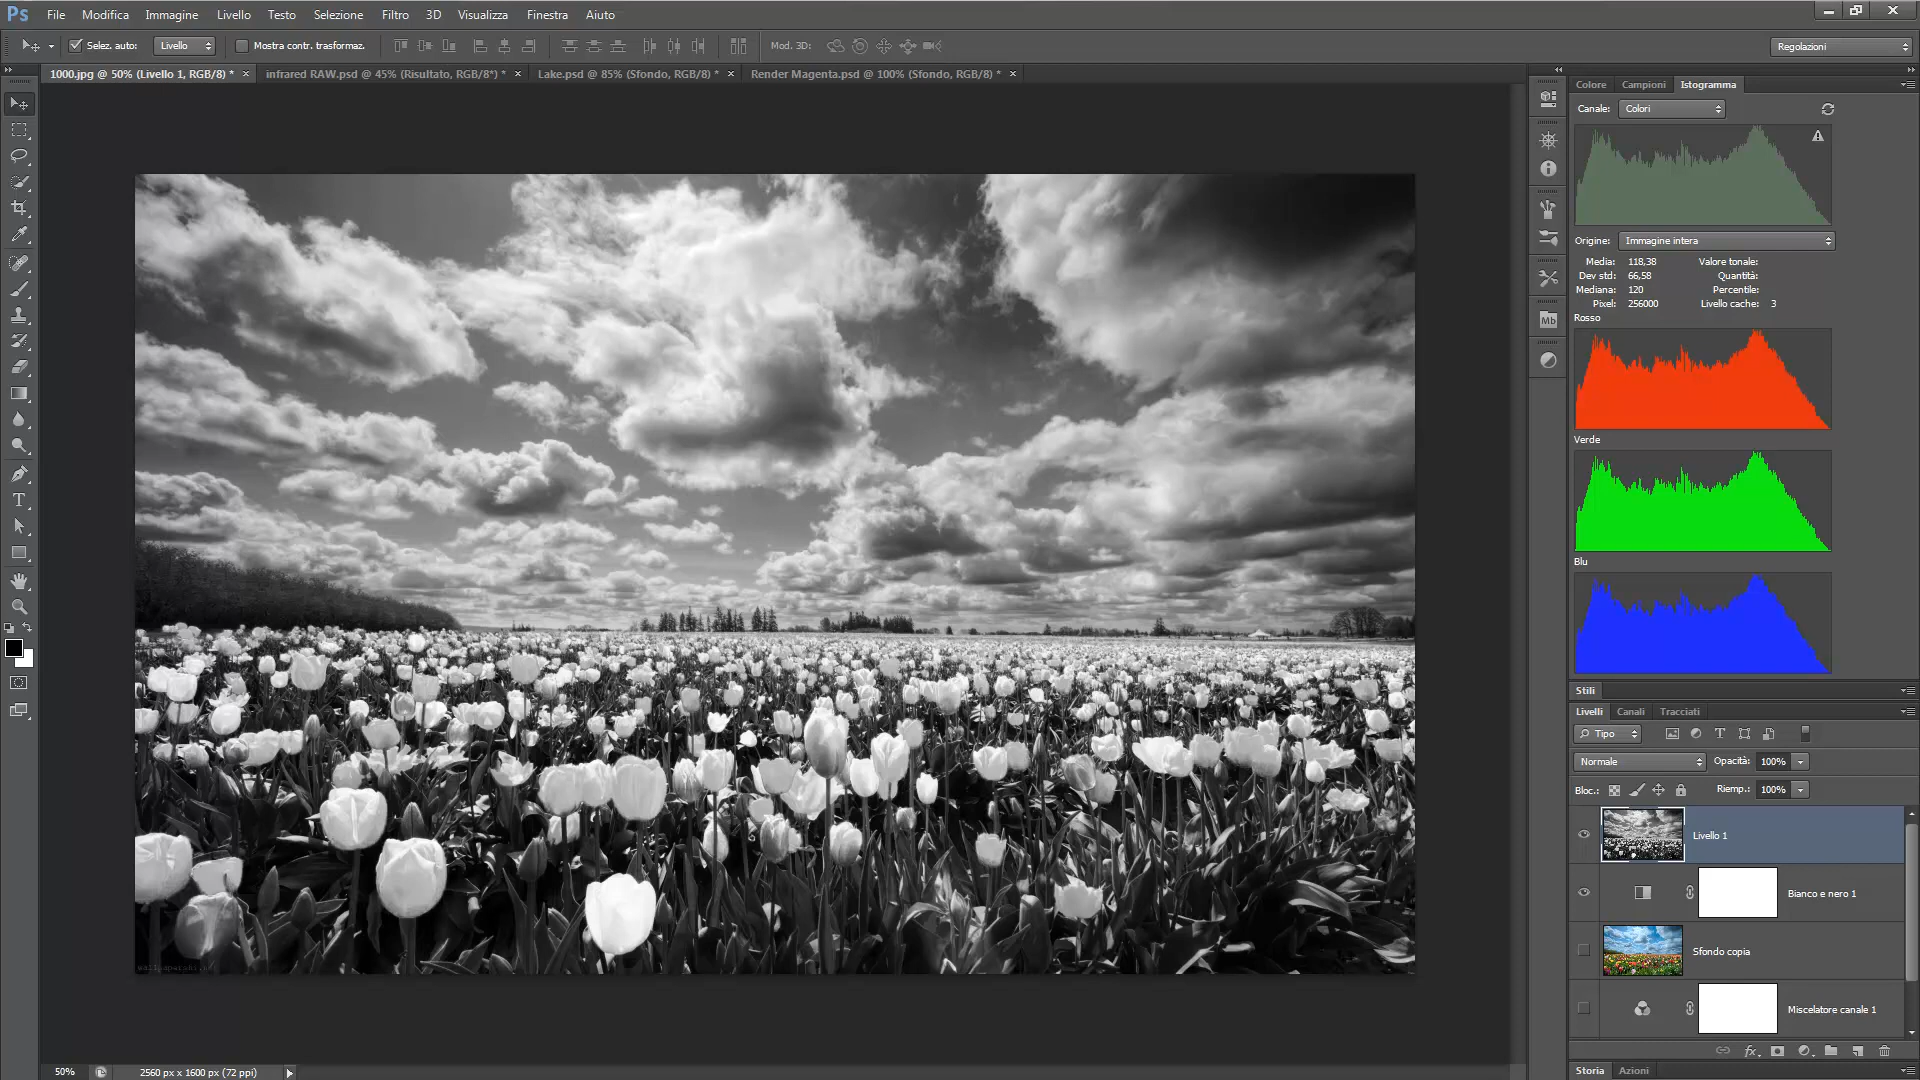 Ps File Modifica Immagine Livello Testo Selezione Filtro 3D Visualizza Finestra Aiuto
Selez. auto: Livello Mostra contr. trasformaz. Mod. 3D: Regolazioni
1000.jpg @ 50% (Livello 1, RGB/8) * × infrared RAW.psd @ 45% (Risultato, RGB/8*) * × Lake.psd @ 85% (Sfondo, RGB/8) * × Render Magenta.psd @ 100% (Sfondo, RGB/8) * ×
Colore Campioni Istogramma
Canale: Colori
Origine: Immagine intera
Media: 118,38 Valore tonale:
Dev std: 66,58 Quantità:
Mediana: 120 Percentile:
Pixel: 256000 Livello cache: 3
Rosso
Verde
Blu
Mb
Stili
Livelli Canali Tracciati
Tipo
Normale Opacità: 100%
Bloc.: Riemp.: 100%
Livello 1
Bianco e nero 1
Sfondo copia
Miscelatore canale 1
fx
Storia Azioni
50% 2560 px x 1600 px (72 ppi)